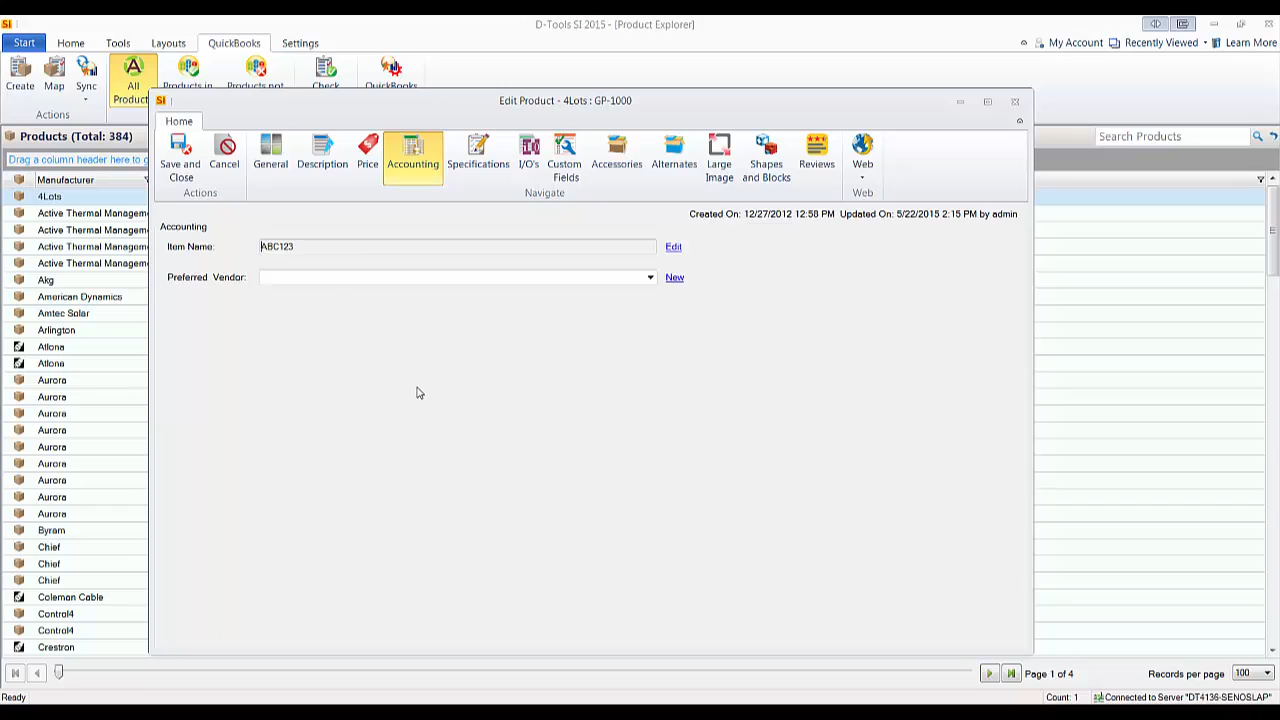 SI
D-Tools SI 2015 - [Product Explorer]
Start Home Tools Layouts QuickBooks Settings
My Account Recently Viewed Learn More
Create Map Sync All Products in Products not Check QuickBooks
Product
Actions
SI Edit Product - 4Lots : GP-1000
Home
Products (Total: 384)
Search Products
Drag a column header here to g
Save and Close Cancel General Description Price Accounting Specifications I/O's Custom Fields Accessories Alternates Large Image Shapes and Blocks Reviews Web
Actions Navigate Web
Created On: 12/27/2012 12:58 PM Updated On: 5/22/2015 2:15 PM by admin
Accounting
Item Name: ABC123 Edit
Preferred Vendor: New
Manufacturer
4Lots
Active Thermal Managem
Active Thermal Managem
Active Thermal Managem
Active Thermal Managem
Akg
American Dynamics
Amtec Solar
Arlington
Atlona
Atlona
Aurora
Aurora
Aurora
Aurora
Aurora
Aurora
Aurora
Aurora
Aurora
Byram
Chief
Chief
Chief
Coleman Cable
Control4
Control4
Crestron
Page 1 of 4 Records per page 100
Ready Count: 1 Connected to Server "DT4136-SENOSLAP"